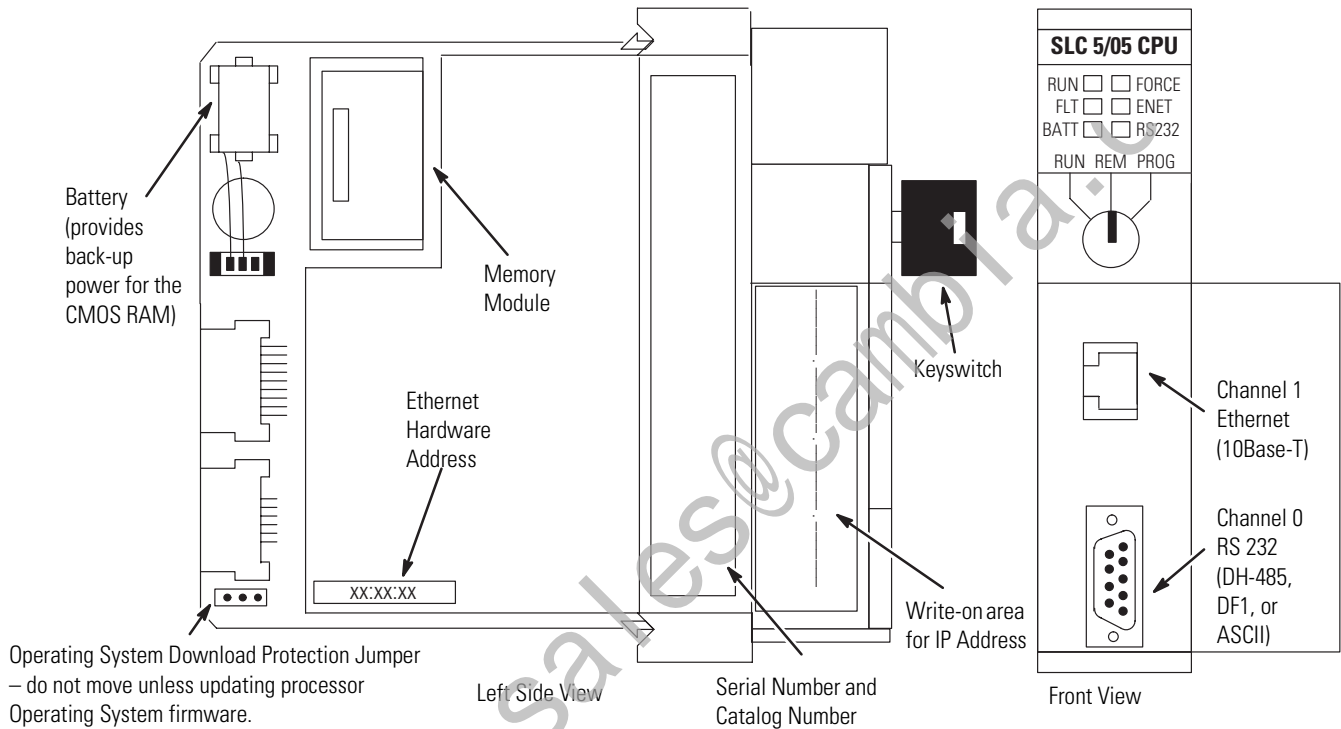 SLC 5/05 CPU
RUN FORCE
FLT ENET
BATT RS232
RUN REM PROG
Battery
(provides
back-up
power for the
CMOS RAM)
Memory
Module
Keyswitch
Ethernet
Hardware
Address
XX:XX:XX
Channel 1
Ethernet
(10Base-T)
Channel 0
RS 232
(DH-485,
DF1, or
ASCII)
Write-on area
for IP Address
Operating System Download Protection Jumper
– do not move unless updating processor
Operating System firmware.
Left Side View
Serial Number and
Catalog Number
Front View
sales@cambia.